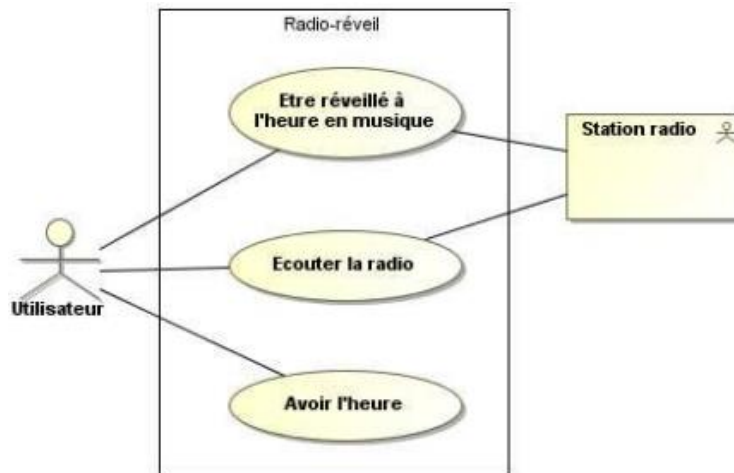 Radio-réveil
Etre réveillé à
l'heure en musique
Station radio
Ecouter la radio
Utilisateur
Avoir l'heure